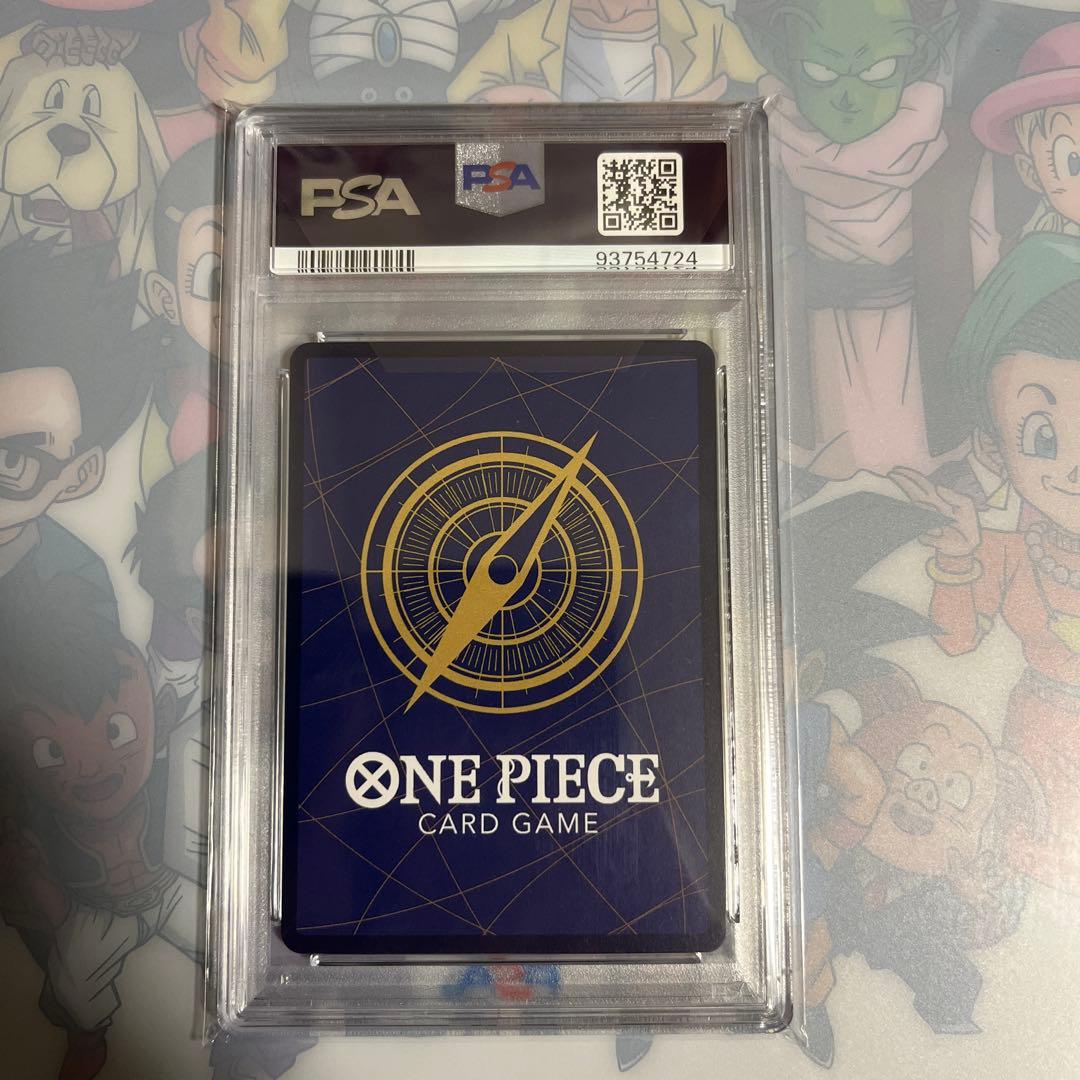 PSA
PSA
93754724
ONE PIECE
CARD GAME